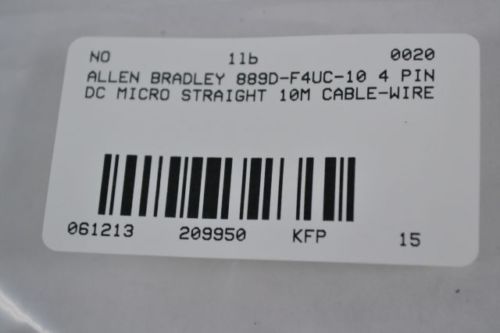 NO 1lb 0020
ALLEN BRADLEY 889D-F4UC-10 4 PIN
DC MICRO STRAIGHT 10M CABLE-WIRE
061213 209950 KFP 15